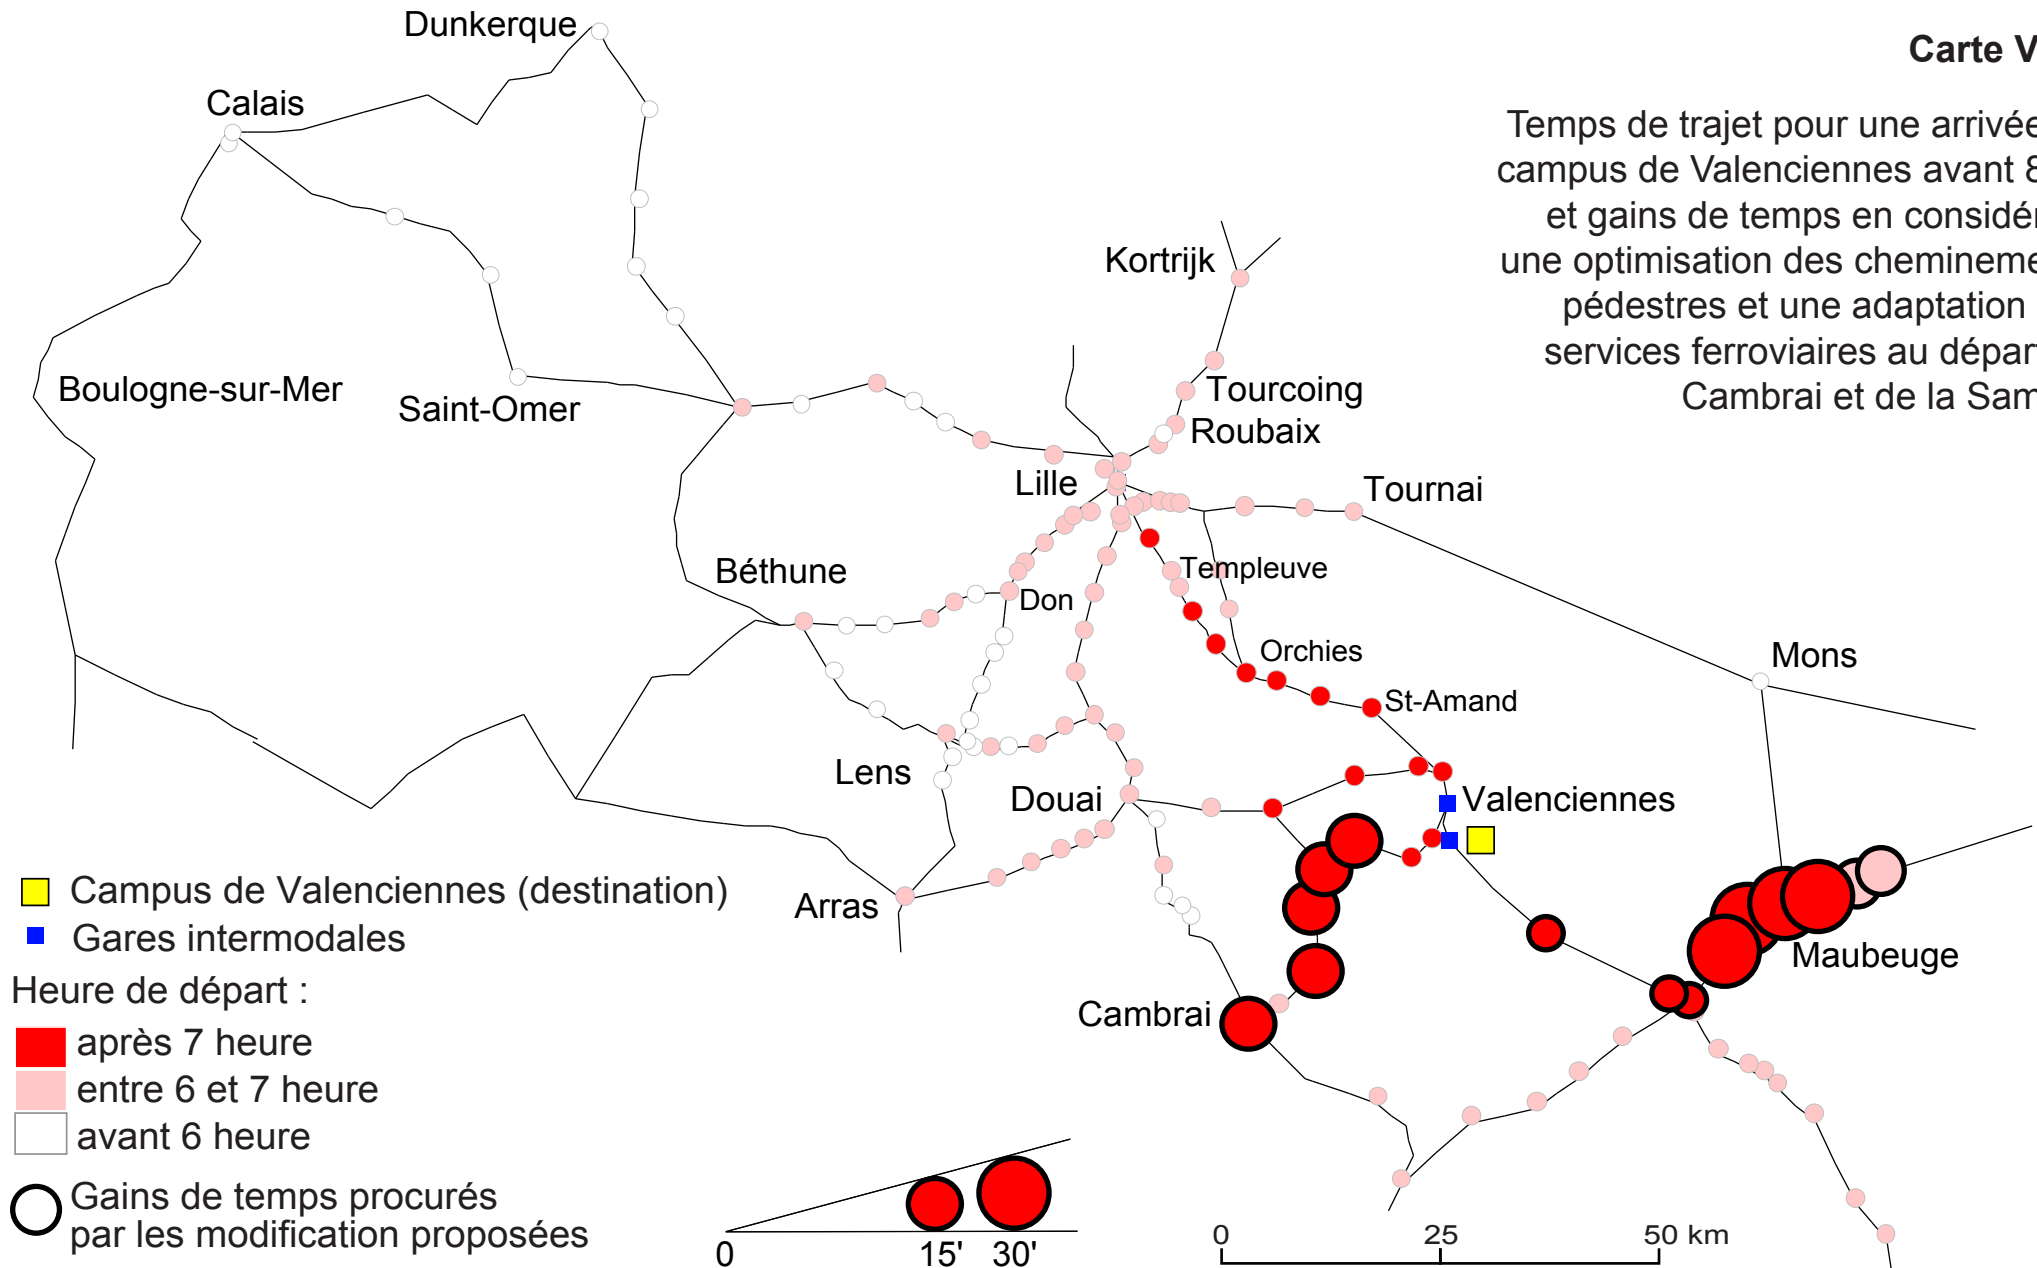 Carte V
Temps de trajet pour une arrivée
campus de Valenciennes avant 8
et gains de temps en considér
une optimisation des chemineme
pédestres et une adaptation
services ferroviaires au départ
Cambrai et de la Sam
Dunkerque
Calais
Kortrijk
Boulogne-sur-Mer
Saint-Omer
Tourcoing
Roubaix
Lille
Tournai
Béthune
Templeuve
Don
Orchies
Mons
St-Amand
Lens
Douai
Valenciennes
Arras
Maubeuge
Cambrai
Campus de Valenciennes (destination)
Gares intermodales
Heure de départ :
après 7 heure
entre 6 et 7 heure
avant 6 heure
Gains de temps procurés
par les modification proposées
0 15' 30'
0 25 50 km